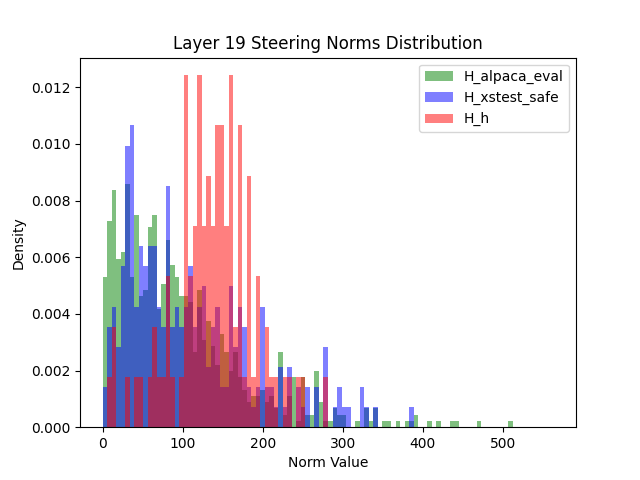 Layer 19 Steering Norms Distribution
H_alpaca_eval
H_xstest_safe
H_h
0.012
0.010
0.008
0.006
0.004
0.002
0.000
Density
0 100 200 300 400 500
Norm Value